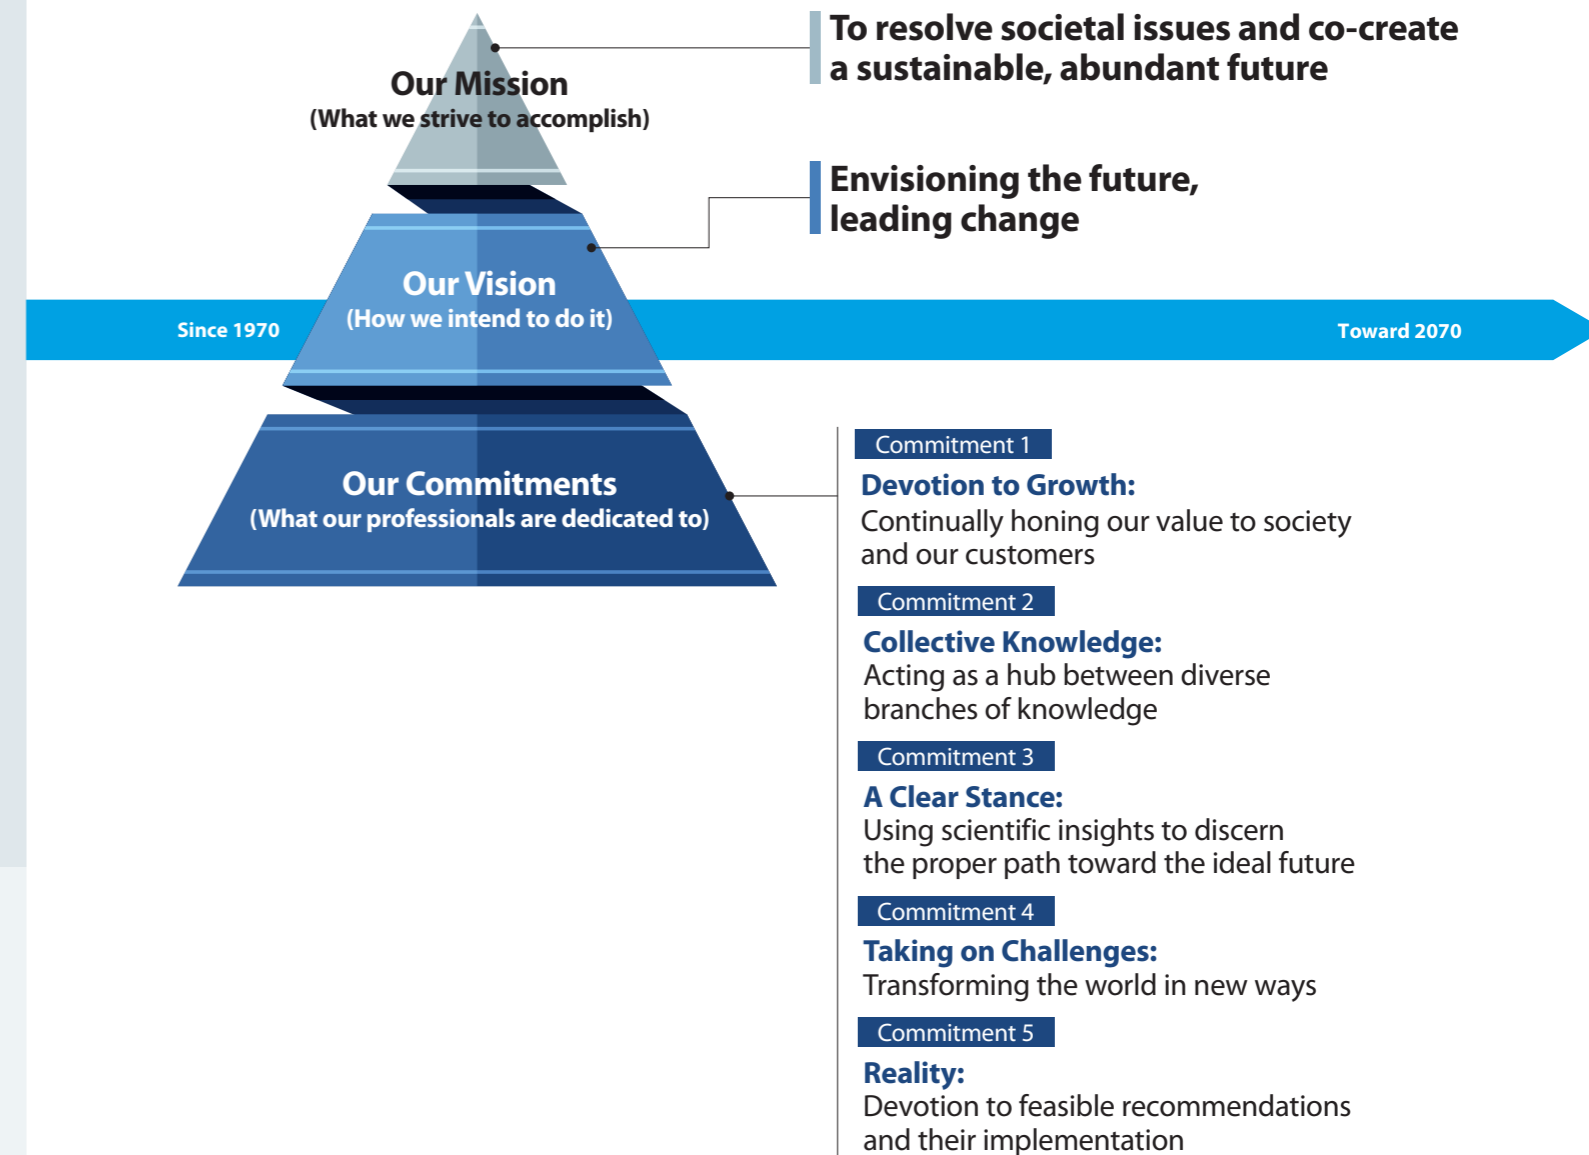 Our Mission
(What we strive to accomplish)
To resolve societal issues and co-create
a sustainable, abundant future
Envisioning the future,
leading change
Our Vision
(How we intend to do it)
Since 1970
Toward 2070
Our Commitments
(What our professionals are dedicated to)
Commitment 1
Devotion to Growth:
Continually honing our value to society
and our customers
Commitment 2
Collective Knowledge:
Acting as a hub between diverse
branches of knowledge
Commitment 3
A Clear Stance:
Using scientific insights to discern
the proper path toward the ideal future
Commitment 4
Taking on Challenges:
Transforming the world in new ways
Commitment 5
Reality:
Devotion to feasible recommendations
and their implementation